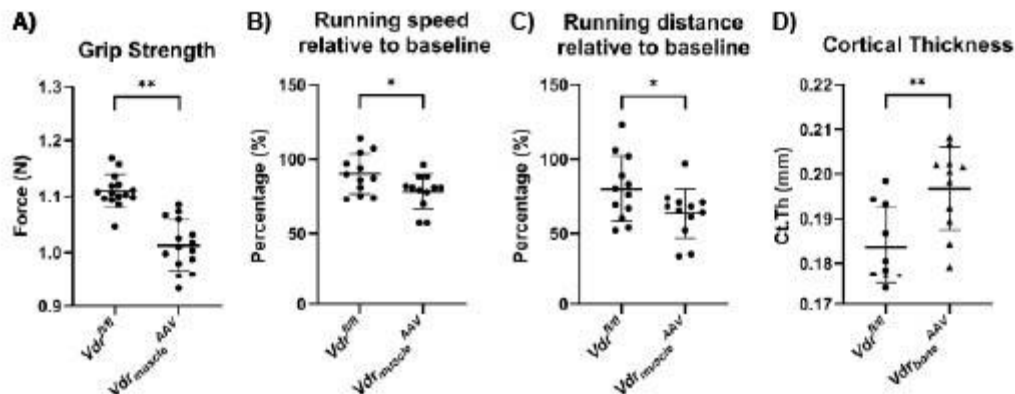 A)
Grip Strength
**
1.3
1.2
1.1
1.0
0.9
Force (N)
Vdr^fl/fl
Vdr_muscle^AAV
B)
Running speed
relative to baseline
*
150
100
50
0
Percentage (%)
Vdr^fl/fl
Vdr_muscle^AAV
C)
Running distance
relative to baseline
*
150
100
50
0
Percentage (%)
Vdr^fl/fl
Vdr_muscle^AAV
D)
Cortical Thickness
**
0.22
0.21
0.20
0.19
0.18
0.17
Ct.Th (mm)
Vdr^fl/fl
Vdr_bone^AAV